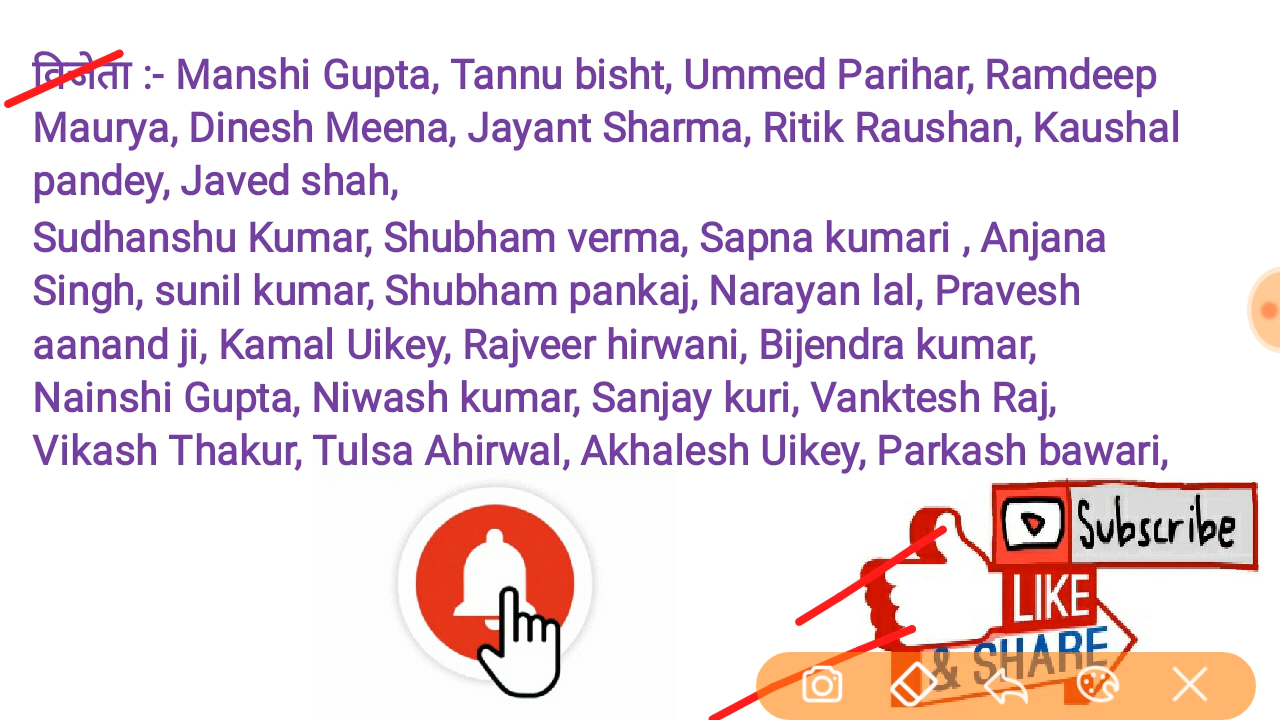 विजेता :- Manshi Gupta, Tannu bisht, Ummed Parihar, Ramdeep
Maurya, Dinesh Meena, Jayant Sharma, Ritik Raushan, Kaushal
pandey, Javed shah,
Sudhanshu Kumar, Shubham verma, Sapna kumari , Anjana
Singh, sunil kumar, Shubham pankaj, Narayan lal, Pravesh
aanand ji, Kamal Uikey, Rajveer hirwani, Bijendra kumar,
Nainshi Gupta, Niwash kumar, Sanjay kuri, Vanktesh Raj,
Vikash Thakur, Tulsa Ahirwal, Akhalesh Uikey, Parkash bawari,
Subscribe
LIKE
& SHARE